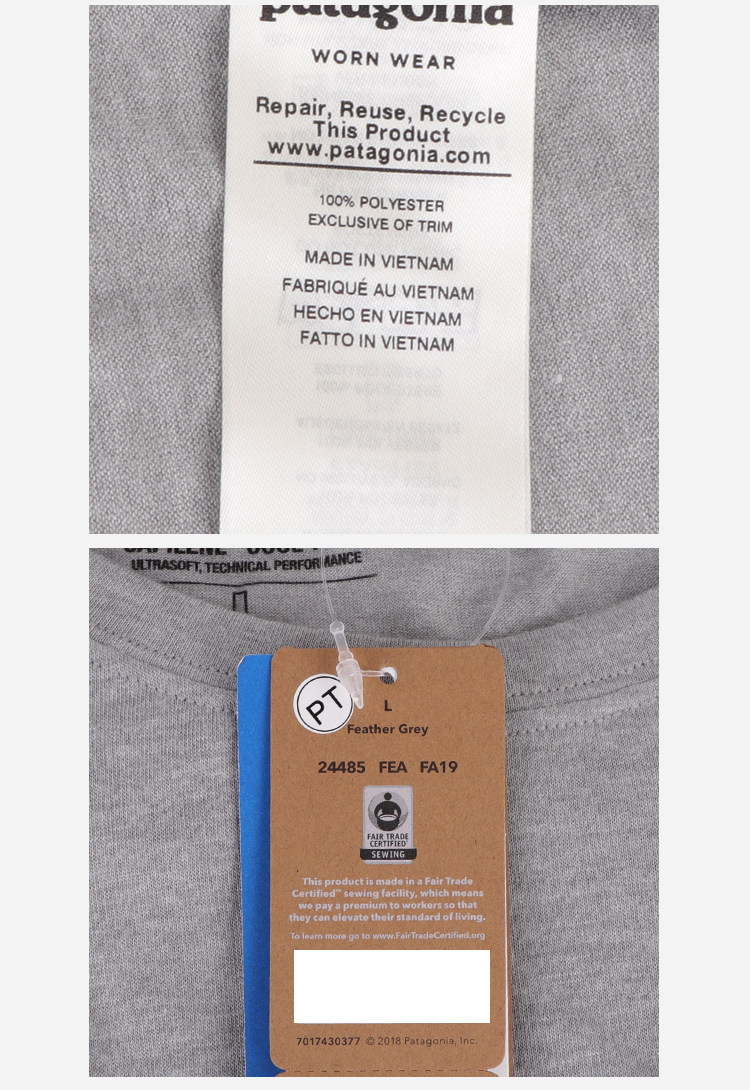 patagonia
WORN WEAR
Repair, Reuse, Recycle
This Product
www.patagonia.com
100% POLYESTER
EXCLUSIVE OF TRIM
MADE IN VIETNAM
FABRIQUÉ AU VIETNAM
HECHO EN VIETNAM
FATTO IN VIETNAM
CAPILENE COOL
ULTRASOFT, TECHNICAL PERFORMANCE
L
PT
L
Feather Grey
24485 FEA FA19
FAIR TRADE
CERTIFIED
SEWING
This product is made in a Fair Trade
Certified™ sewing facility, which means
we pay a premium to workers so that
they can elevate their standard of living.
To learn more go to www.FairTradeCertified.org
7017430377 © 2018 Patagonia, Inc.